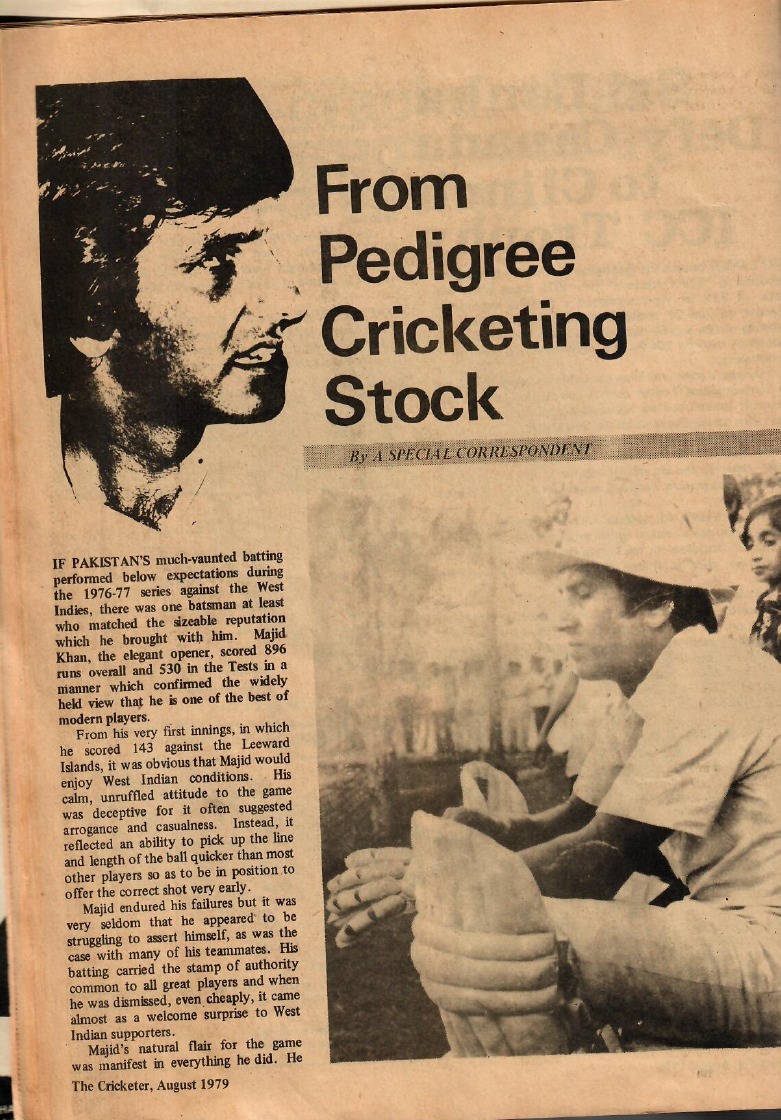 From
Pedigree
Cricketing
Stock
By A SPECIAL CORRESPONDENT
IF PAKISTAN'S much-vaunted batting
performed below expectations during
the 1976-77 series against the West
Indies, there was one batsman at least
who matched the sizeable reputation
which he brought with him. Majid
Khan, the elegant opener, scored 896
runs overall and 530 in the Tests in a
manner which confirmed the widely
held view that he is one of the best of
modern players.
From his very first innings, in which
he scored 143 against the Leeward
Islands, it was obvious that Majid would
enjoy West Indian conditions. His
calm, unruffled attitude to the game
was deceptive for it often suggested
arrogance and casualness. Instead, it
reflected an ability to pick up the line
and length of the ball quicker than most
other players so as to be in position to
offer the correct shot very early.
Majid endured his failures but it was
very seldom that he appeared to be
struggling to assert himself, as was the
case with many of his teammates. His
batting carried the stamp of authority
common to all great players and when
he was dismissed, even cheaply, it came
almost as a welcome surprise to West
Indian supporters.
Majid's natural flair for the game
was manifest in everything he did. He
The Cricketer, August 1979